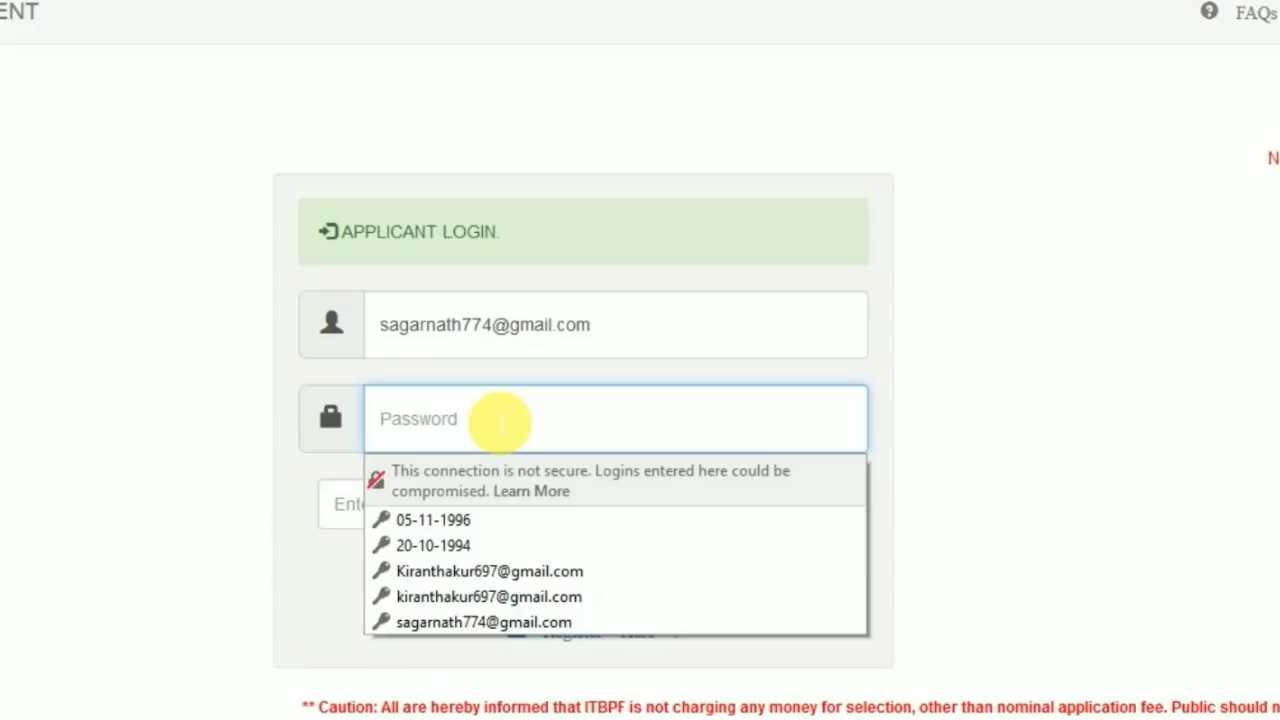 ENT
FAQs
N
APPLICANT LOGIN.
sagarnath774@gmail.com
Password
This connection is not secure. Logins entered here could be
compromised. Learn More
05-11-1996
20-10-1994
Kiranthakur697@gmail.com
kiranthakur697@gmail.com
sagarnath774@gmail.com
** Caution: All are hereby informed that ITBPF is not charging any money for selection, other than nominal application fee. Public should n